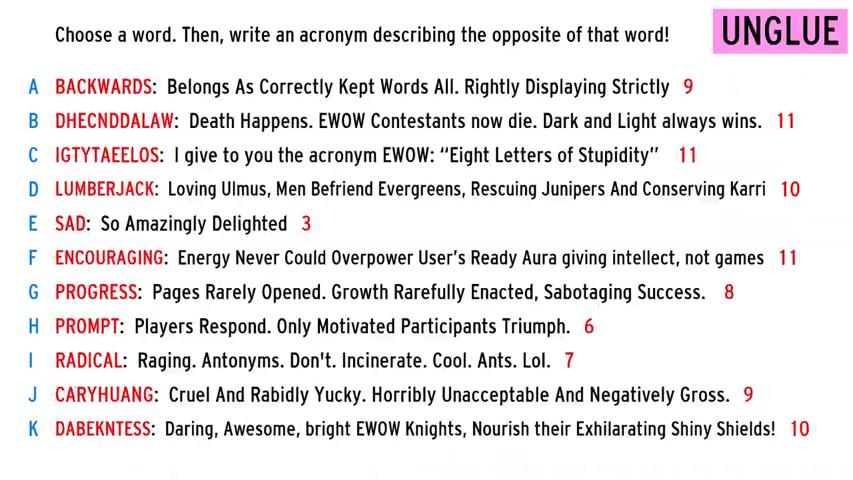 Choose a word. Then, write an acronym describing the opposite of that word!
UNGLUE
A BACKWARDS: Belongs As Correctly Kept Words All. Rightly Displaying Strictly 9
B DHECNDDALAW: Death Happens. EWOW Contestants now die. Dark and Light always wins. 11
C IGTYTAEELOS: I give to you the acronym EWOW: “Eight Letters of Stupidity” 11
D LUMBERJACK: Loving Ulmus, Men Befriend Evergreens, Rescuing Junipers And Conserving Karri 10
E SAD: So Amazingly Delighted 3
F ENCOURAGING: Energy Never Could Overpower User's Ready Aura giving intellect, not games 11
G PROGRESS: Pages Rarely Opened. Growth Rarefully Enacted, Sabotaging Success. 8
H PROMPT: Players Respond. Only Motivated Participants Triumph. 6
I RADICAL: Raging. Antonyms. Don't. Incinerate. Cool. Ants. Lol. 7
J CARYHUANG: Cruel And Rabidly Yucky. Horribly Unacceptable And Negatively Gross. 9
K DABEKNTESS: Daring, Awesome, bright EWOW Knights, Nourish their Exhilarating Shiny Shields! 10